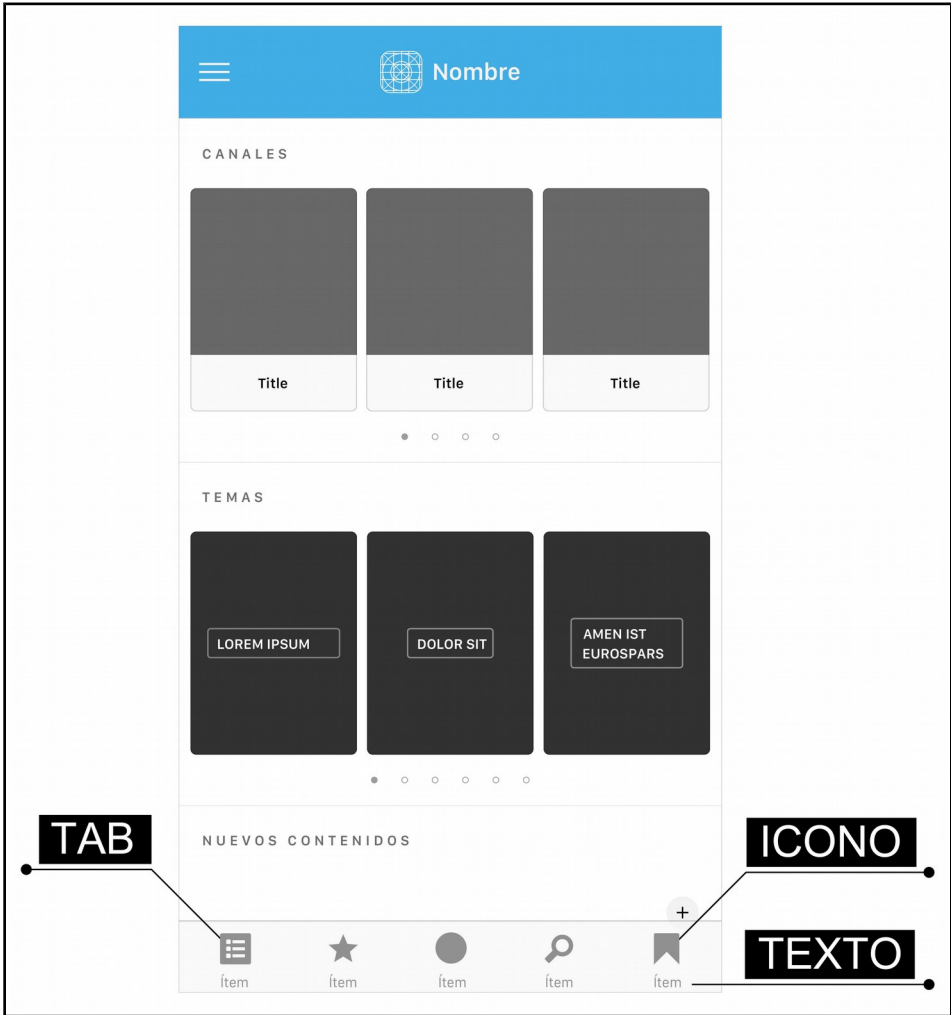 Nombre
CANALES
Title Title Title
TEMAS
LOREM IPSUM DOLOR SIT AMEN IST
EUROSPARS
TAB NUEVOS CONTENIDOS ICONO
+
Ítem Ítem Ítem Ítem Ítem TEXTO